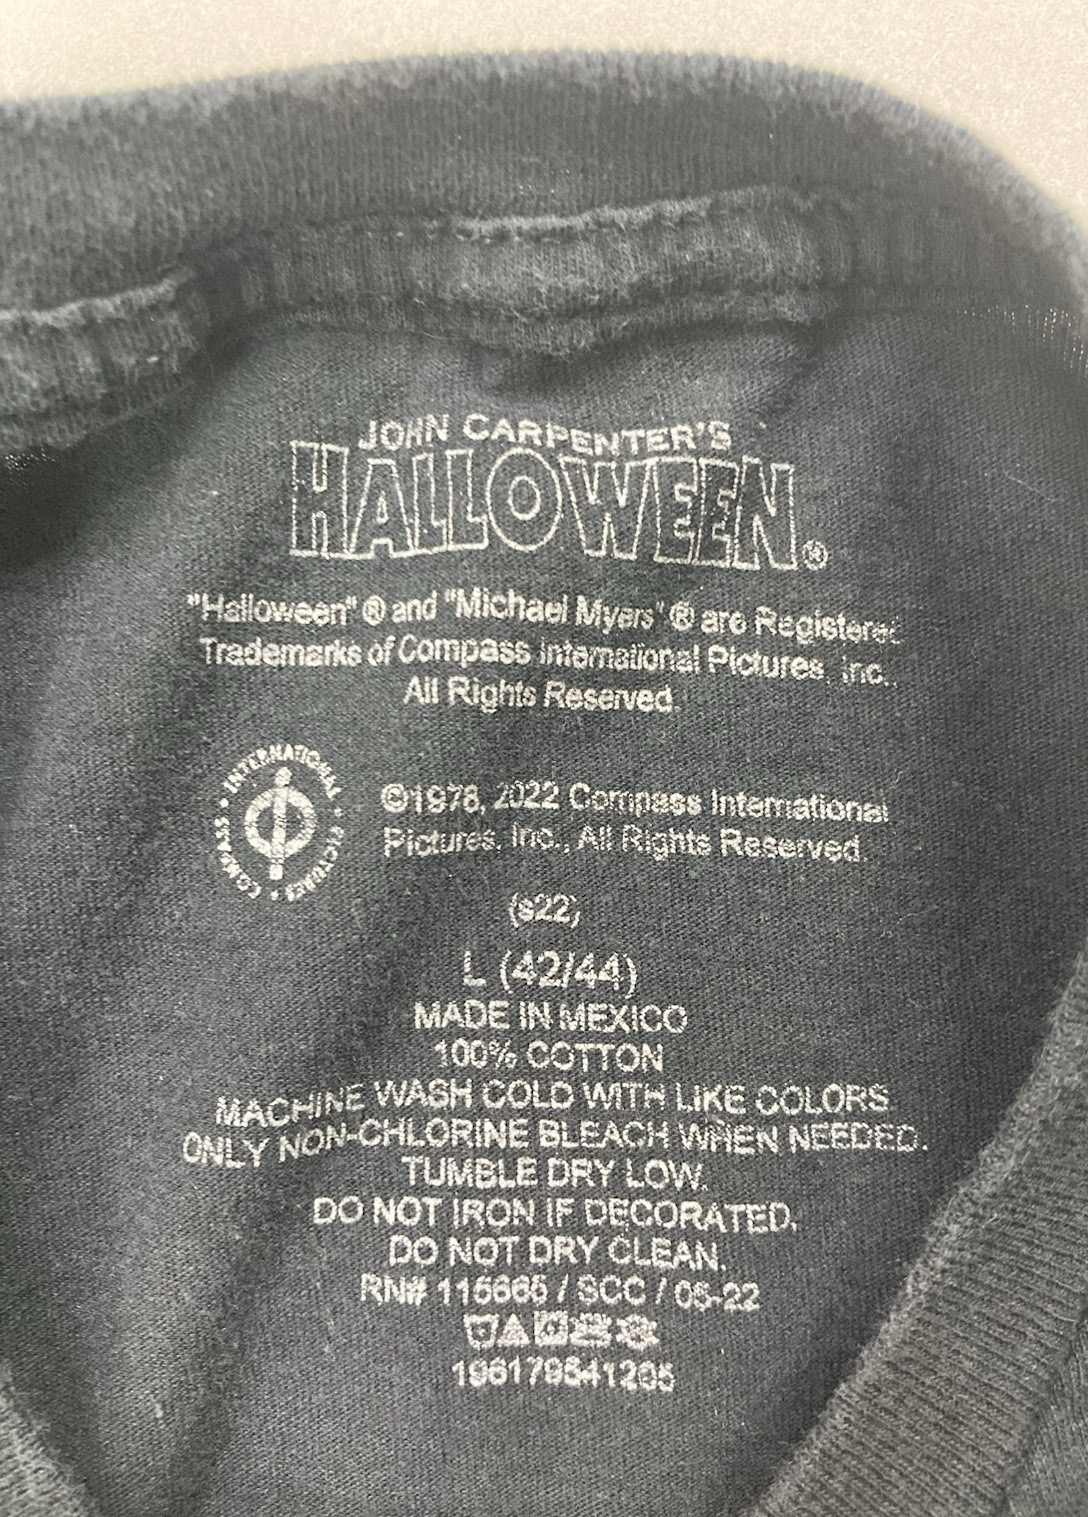 JOHN CARPENTER'S
HALLOWEEN®
"Halloween" ® and "Michael Myers" ® are Registered
Trademarks of Compass International Pictures, Inc.,
All Rights Reserved.
COMPASS • INTERNATIONAL • PICTURES •
©1978, 2022 Compass International
Pictures, Inc., All Rights Reserved.
(s22)
L (42/44)
MADE IN MEXICO
100% COTTON
MACHINE WASH COLD WITH LIKE COLORS.
ONLY NON-CHLORINE BLEACH WHEN NEEDED.
TUMBLE DRY LOW.
DO NOT IRON IF DECORATED.
DO NOT DRY CLEAN.
RN# / SCC / 05-22